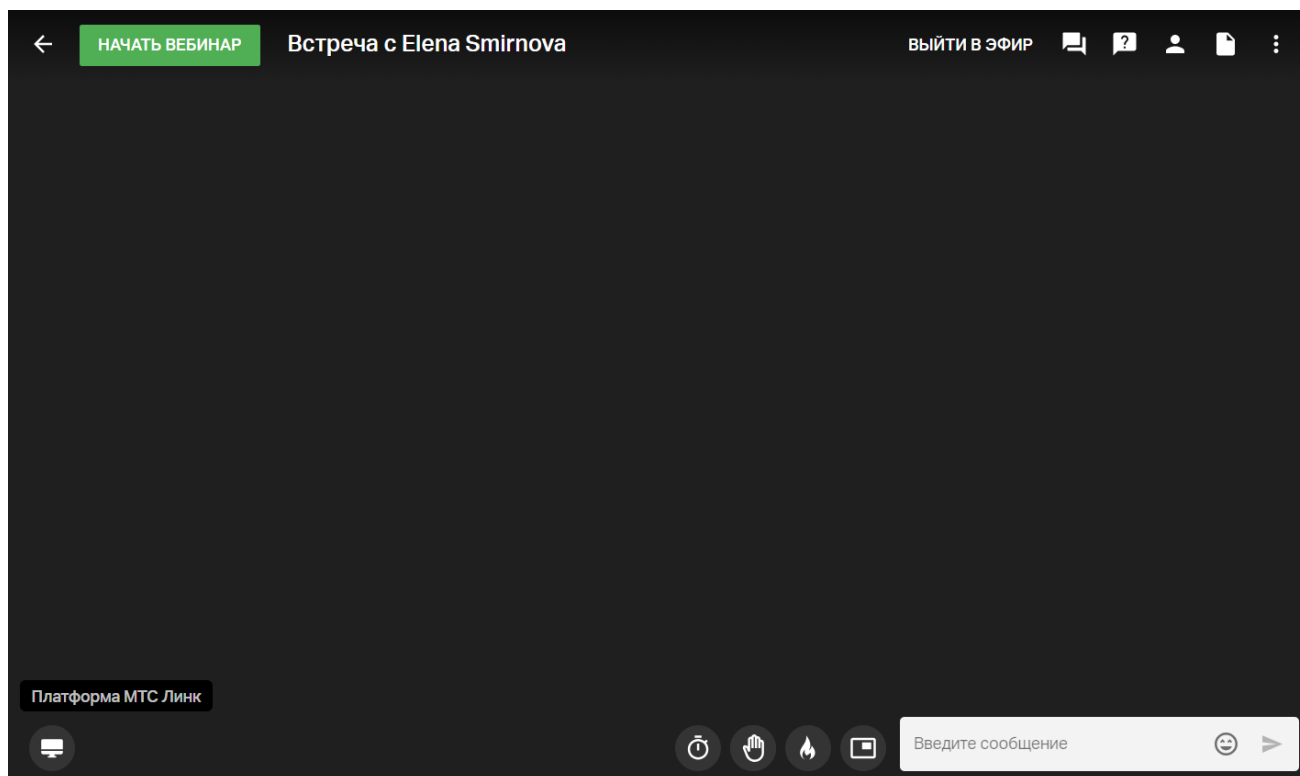 НАЧАТЬ ВЕБИНАР
Встреча с Elena Smirnova
ВЫЙТИ В ЭФИР
?
Платформа МТС Линк
Введите сообщение